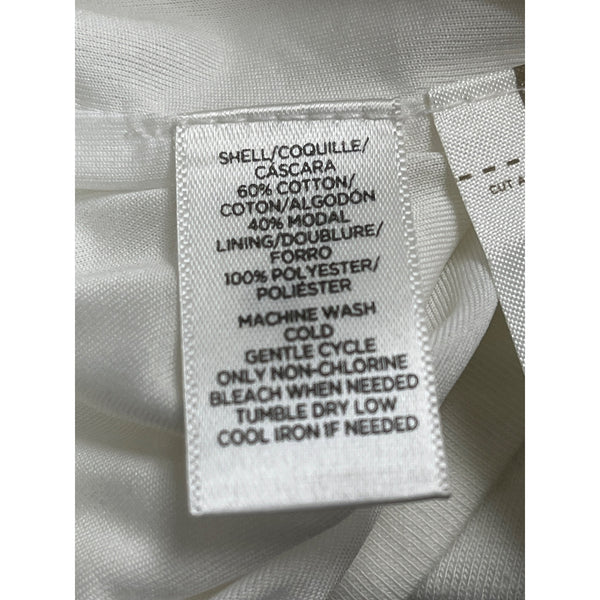 SHELL/COQUILLE/
CÁSCARA
60% COTTON/
COTON/ALGODÓN
40% MODAL
LINING/DOUBLURE/
FORRO
100% POLYESTER/
POLIÉSTER
MACHINE WASH
COLD
GENTLE CYCLE
ONLY NON-CHLORINE
BLEACH WHEN NEEDED
TUMBLE DRY LOW
COOL IRON IF NEEDED
CUT